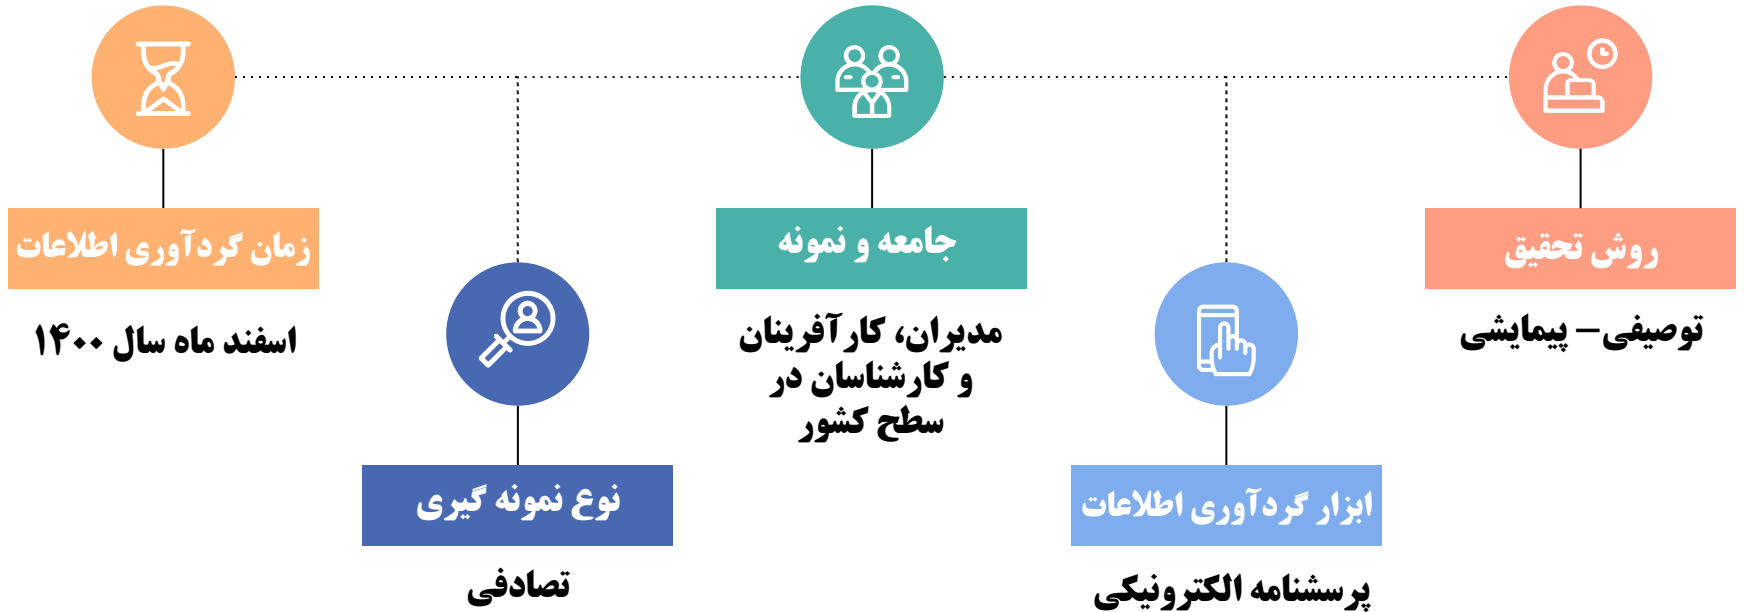 روش تحقیق
توصیفی– پیمایشی
ابزار گردآوری اطلاعات
پرسشنامه الکترونیکی
جامعه و نمونه
مدیران، کارآفرینان
و کارشناسان در
سطح کشور
نوع نمونه گیری
تصادفی
زمان گردآوری اطلاعات
اسفند ماه سال ۱۴۰۰